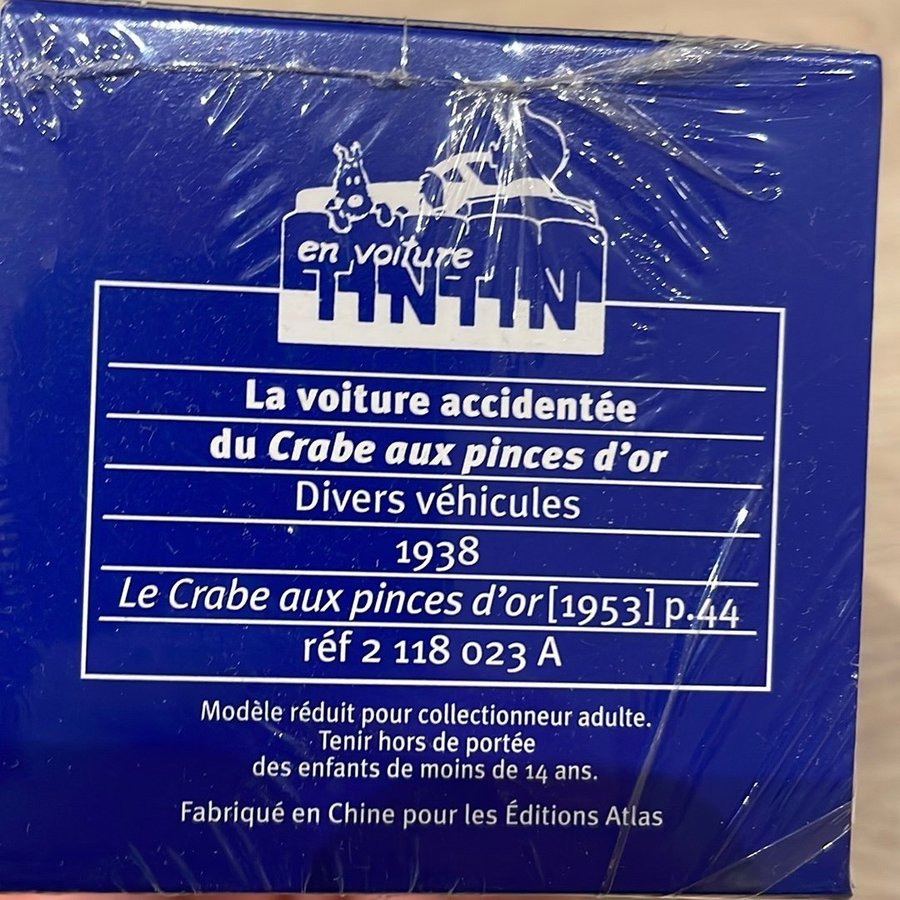 en voiture
TINTIN
La voiture accidentée
du Crabe aux pinces d'or
Divers véhicules
1938
Le Crabe aux pinces d'or [1953] p.44
réf 2 118 023 A
Modèle réduit pour collectionneur adulte.
Tenir hors de portée
des enfants de moins de 14 ans.
Fabriqué en Chine pour les Éditions Atlas